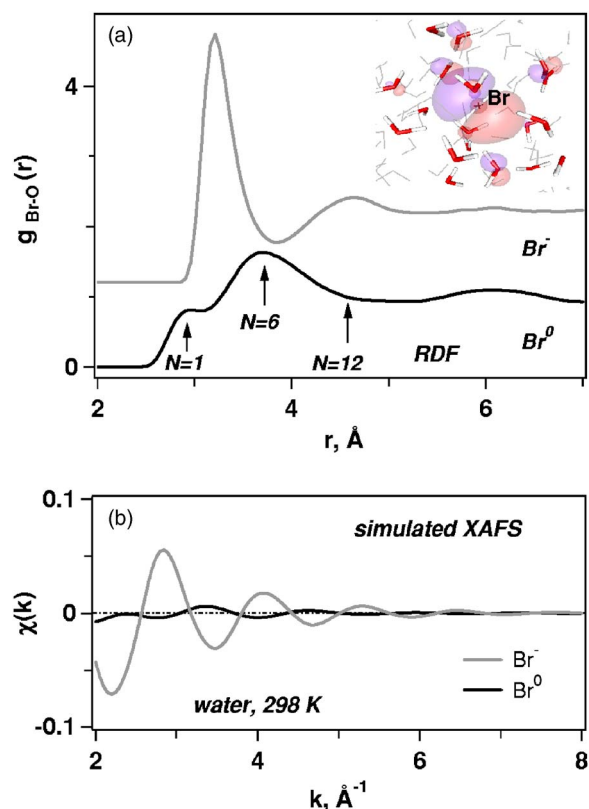 (a)
4
Br
g Br-O (r)
Br-
N=6
Br0
N=1
N=12
RDF
0
2
4
6
r, Å
0.1
(b)
simulated XAFS
χ(k)
0
Br-
Br0
water, 298 K
-0.1
2
4
6
8
k, Å-1